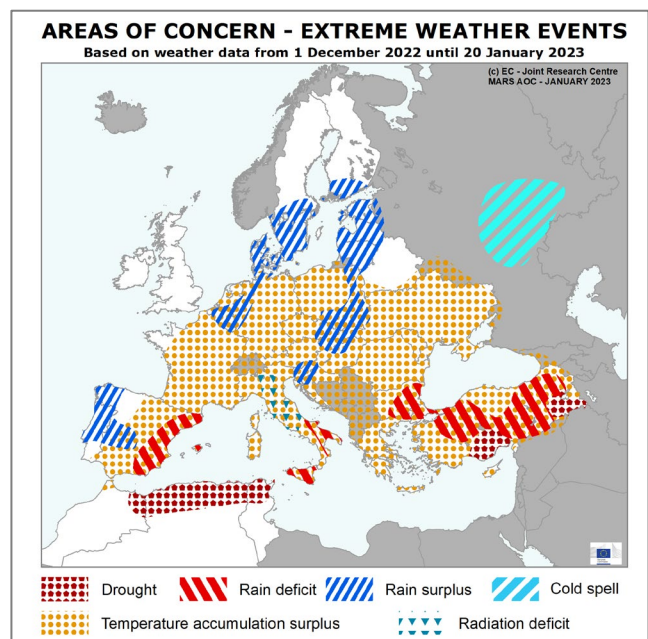 AREAS OF CONCERN - EXTREME WEATHER EVENTS
Based on weather data from 1 December 2022 until 20 January 2023
(c) EC - Joint Research Centre
MARS AOC - JANUARY 2023
Drought
Rain deficit
Rain surplus
Cold spell
Temperature accumulation surplus
Radiation deficit